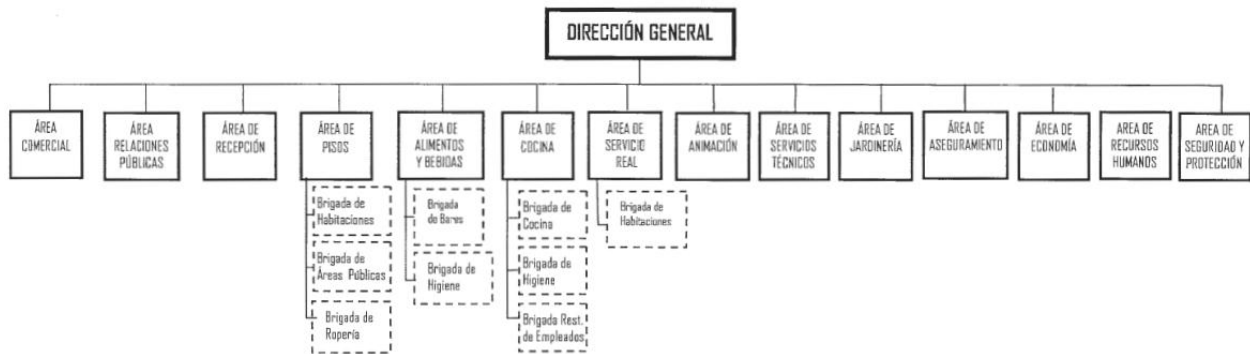 DIRECCIÓN GENERAL
ÁREA
COMERCIAL
ÁREA
RELACIONES
PÚBLICAS
ÁREA DE
RECEPCIÓN
ÁREA DE
PISOS
ÁREA DE
ALIMENTOS
Y BEBIDAS
ÁREA DE
COCINA
ÁREA DE
SERVICIO
REAL
ÁREA DE
ANIMACIÓN
ÁREA DE
SERVICIOS
TÉCNICOS
ÁREA DE
JARDINERÍA
ÁREA DE
ASEGURAMIENTO
ÁREA DE
ECONOMÍA
AREA DE
RECURSOS
HUMANOS
AREA DE
SEGURIDAD Y
PROTECCIÓN
Brigada de
Habitaciones
Brigada de
Áreas Públicas
Brigada de
Ropería
Brigada
de Bares
Brigada de
Higiene
Brigada de
Cocina
Brigada de
Higiene
Brigada Rest.
de Empleados
Brigada de
Habitaciones